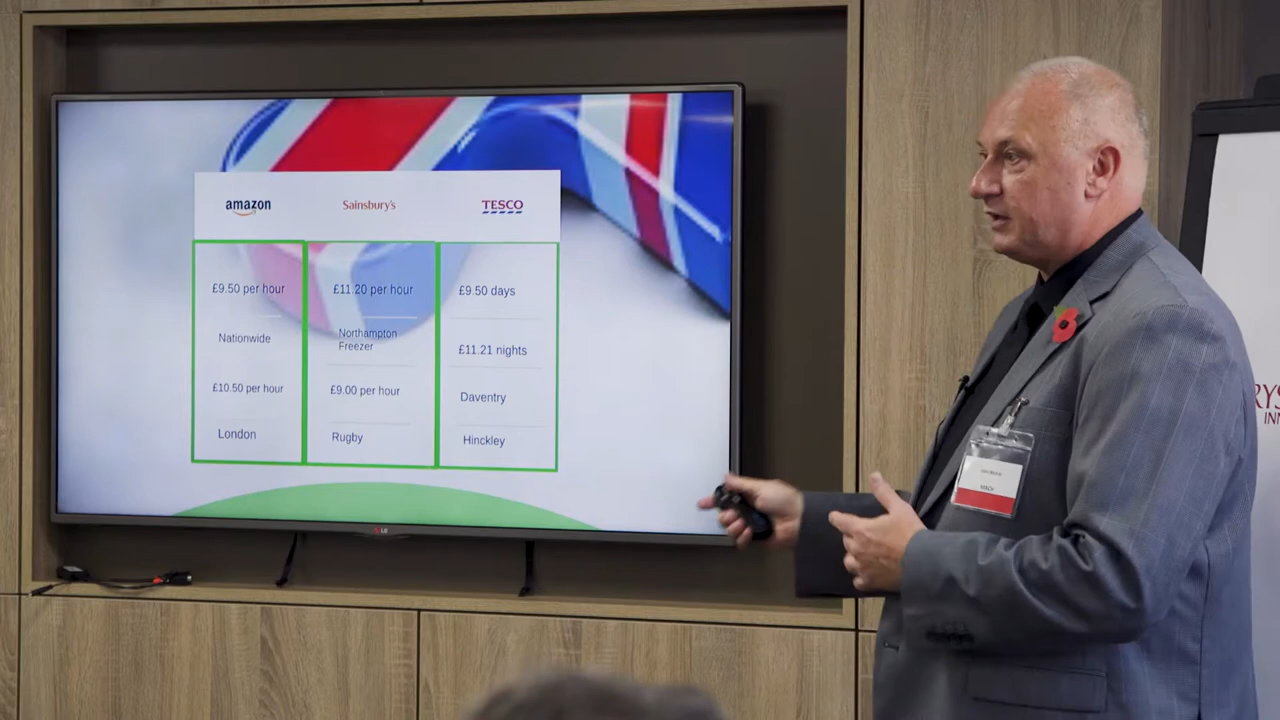 amazon
Sainsbury's
TESCO
£9.50 per hour
Nationwide
£10.50 per hour
London
£11.20 per hour
Northampton
Freezer
£9.00 per hour
Rugby
£9.50 days
£11.21 nights
Daventry
Hinckley
LG